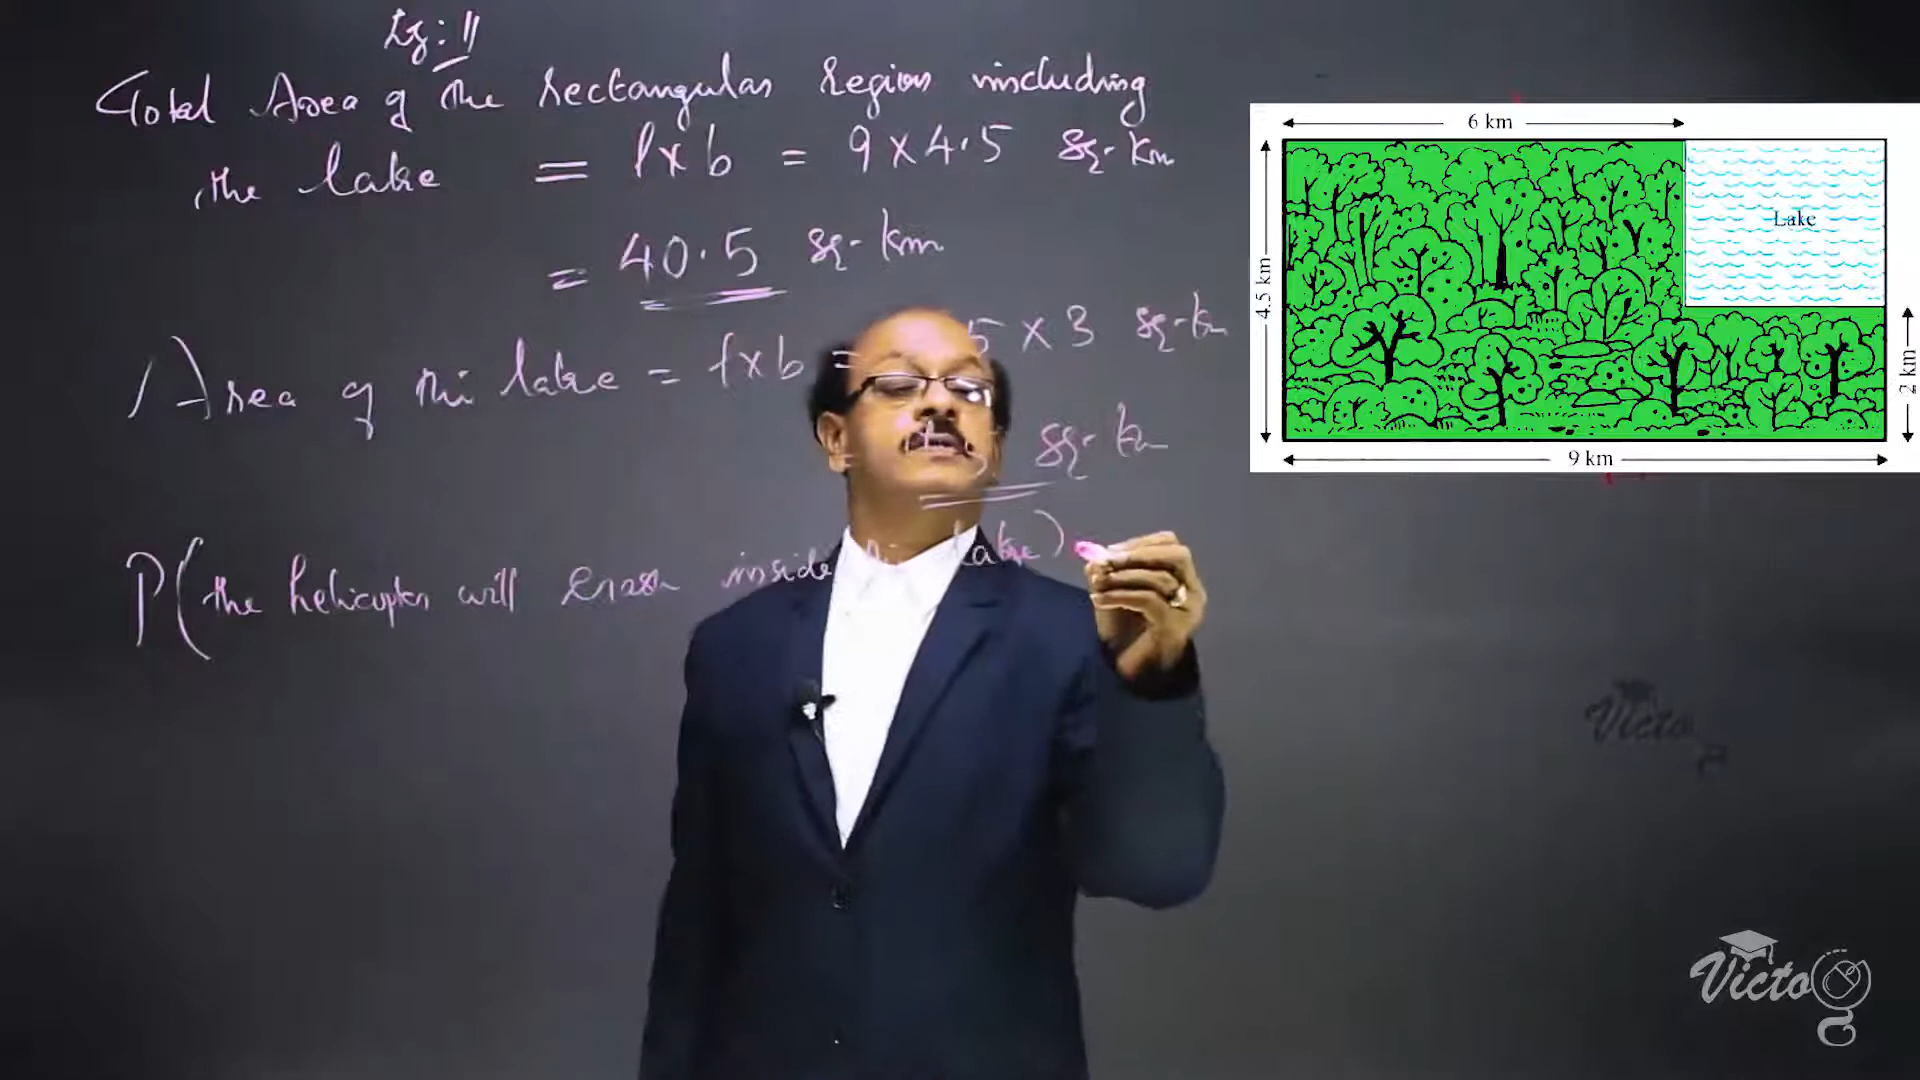 Eg: 11
Total Area of the rectangular region including
the lake = l x b = 9 x 4.5 sq. km
= 40.5 sq. km
Area of the lake = l x b = 5 x 3 sq. km
sq. km
P(the helicopter will crash inside lake)
6 km
Lake
4.5 km
2 km
9 km
Victo
Victo